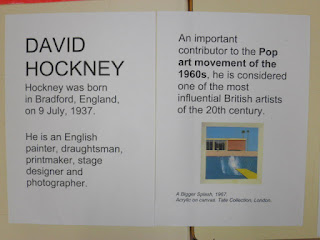 DAVID
HOCKNEY
Hockney was born
in Bradford, England,
on 9 July, 1937.
He is an English
painter, draughtsman,
printmaker, stage
designer and
photographer.
An important
contributor to the Pop
art movement of the
1960s, he is considered
one of the most
influential British artists
of the 20th century.
A Bigger Splash, 1967.
Acrylic on canvas. Tate Collection, London.